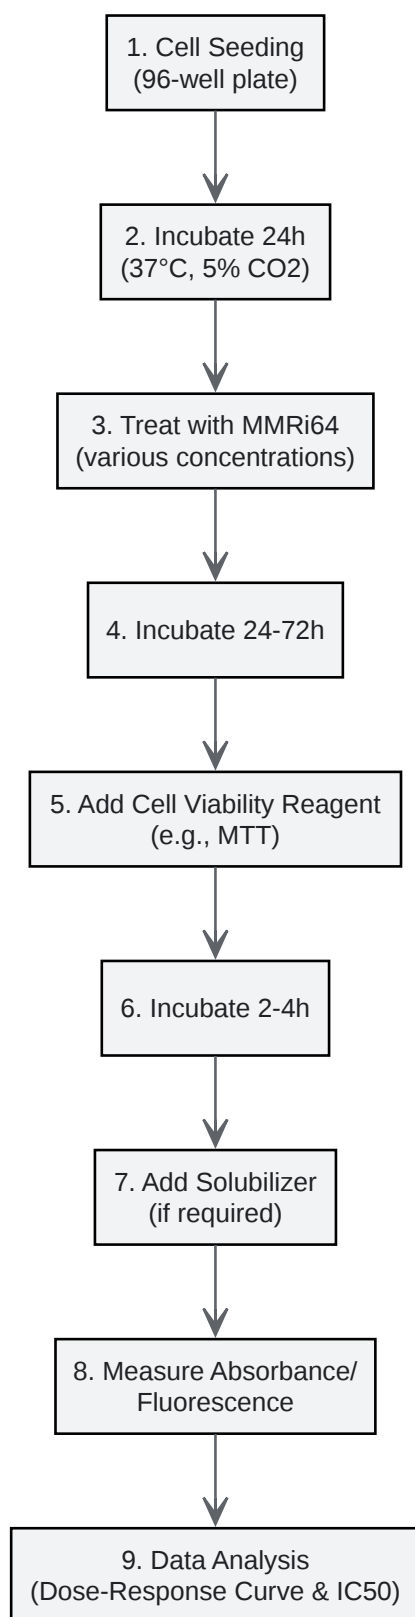 1. Cell Seeding
(96-well plate)
2. Incubate 24h
(37°C, 5% CO2)
3. Treat with MMRi64
(various concentrations)
4. Incubate 24-72h
5. Add Cell Viability Reagent
(e.g., MTT)
6. Incubate 2-4h
7. Add Solubilizer
(if required)
8. Measure Absorbance/
Fluorescence
9. Data Analysis
(Dose-Response Curve & IC50)